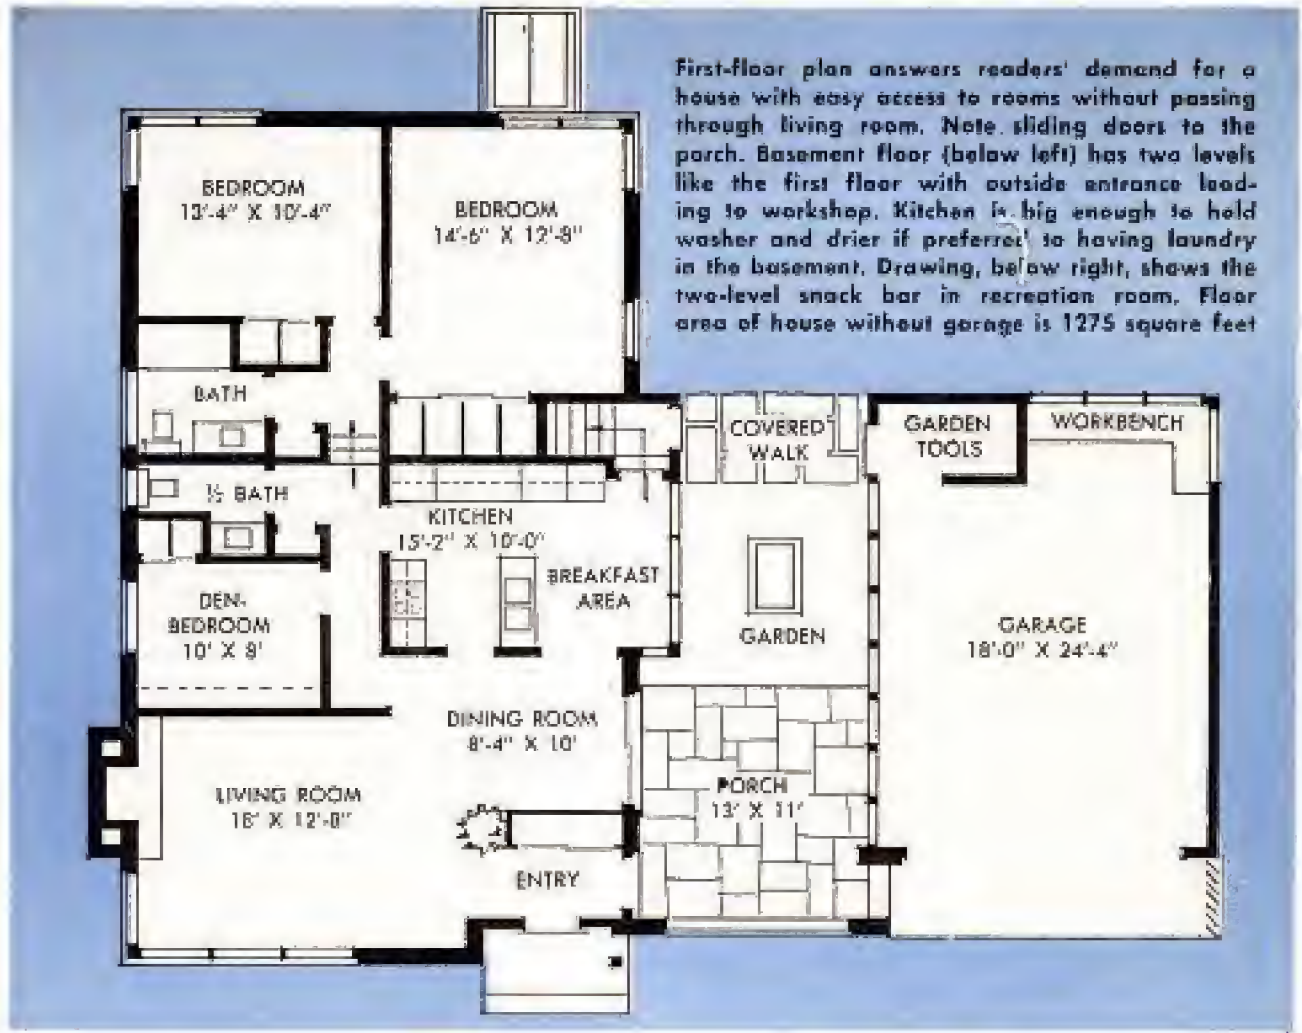 First-floor plan answers readers' demand for a
house with easy access to rooms without passing
through living room. Note sliding doors to the
porch. Basement floor (below left) has two levels
like the first floor with outside entrance lead-
ing to workshop. Kitchen is big enough to hold
washer and drier if preferred to having laundry
in the basement. Drawing, below right, shows the
two-level snack bar in recreation room. Floor
area of house without garage is 1275 square feet
BEDROOM
13'-4" X 10'-4"
BEDROOM
14'-6" X 12'-8"
BATH
COVERED
WALK
GARDEN
TOOLS
WORKBENCH
½ BATH
KITCHEN
15'-2" X 10'-0"
BREAKFAST
AREA
DEN-
BEDROOM
10' X 8'
GARDEN
GARAGE
18'-0" X 24'-4"
DINING ROOM
8'-4" X 10'
LIVING ROOM
18' X 12'-8"
PORCH
13' X 11'
ENTRY